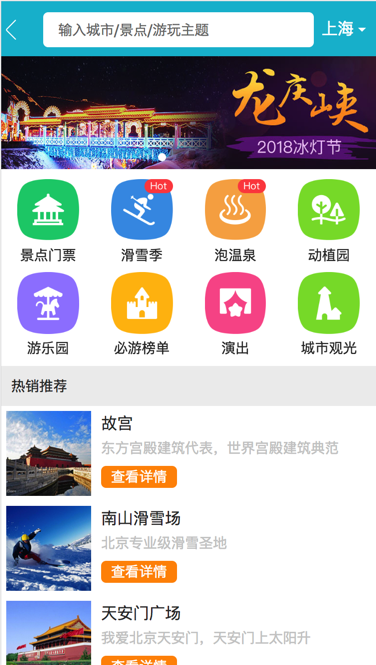 输入城市/景点/游玩主题
上海
龙庆峡
2018冰灯节
Hot
Hot
景点门票
滑雪季
泡温泉
动植园
游乐园
必游榜单
演出
城市观光
热销推荐
故宫
东方宫殿建筑代表，世界宫殿建筑典范
查看详情
南山滑雪场
北京专业级滑雪圣地
查看详情
天安门广场
我爱北京天安门，天安门上太阳升
查看详情